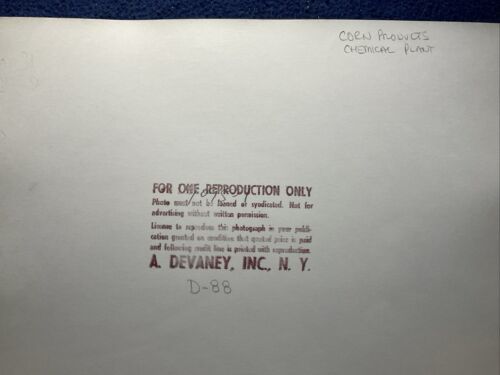 CORN PRODUCTS
CHEMICAL PLANT
FOR ONE REPRODUCTION ONLY
Photo must not be loaned or syndicated. Not for
advertising without written permission.
License to reproduce this photograph in your publi-
cation granted on condition that quoted price is paid
and following credit line is printed with reproduction.
A. DEVANEY, INC., N. Y.
D-88